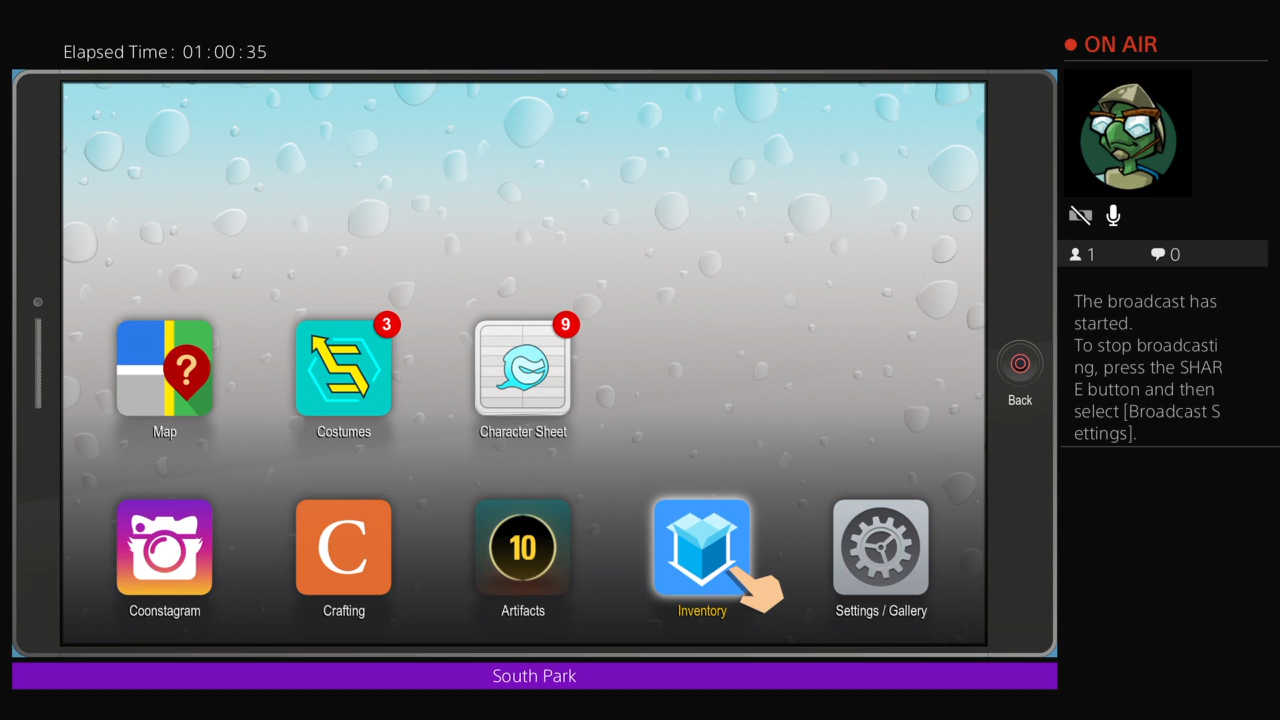 Elapsed Time: 01:00:35
ON AIR
1
0
The broadcast has
started.
To stop broadcasti
ng, press the SHAR
E button and then
select [Broadcast S
ettings].
?
3
9
Map
Costumes
Character Sheet
Back
C
10
Coonstagram
Crafting
Artifacts
Inventory
Settings / Gallery
South Park